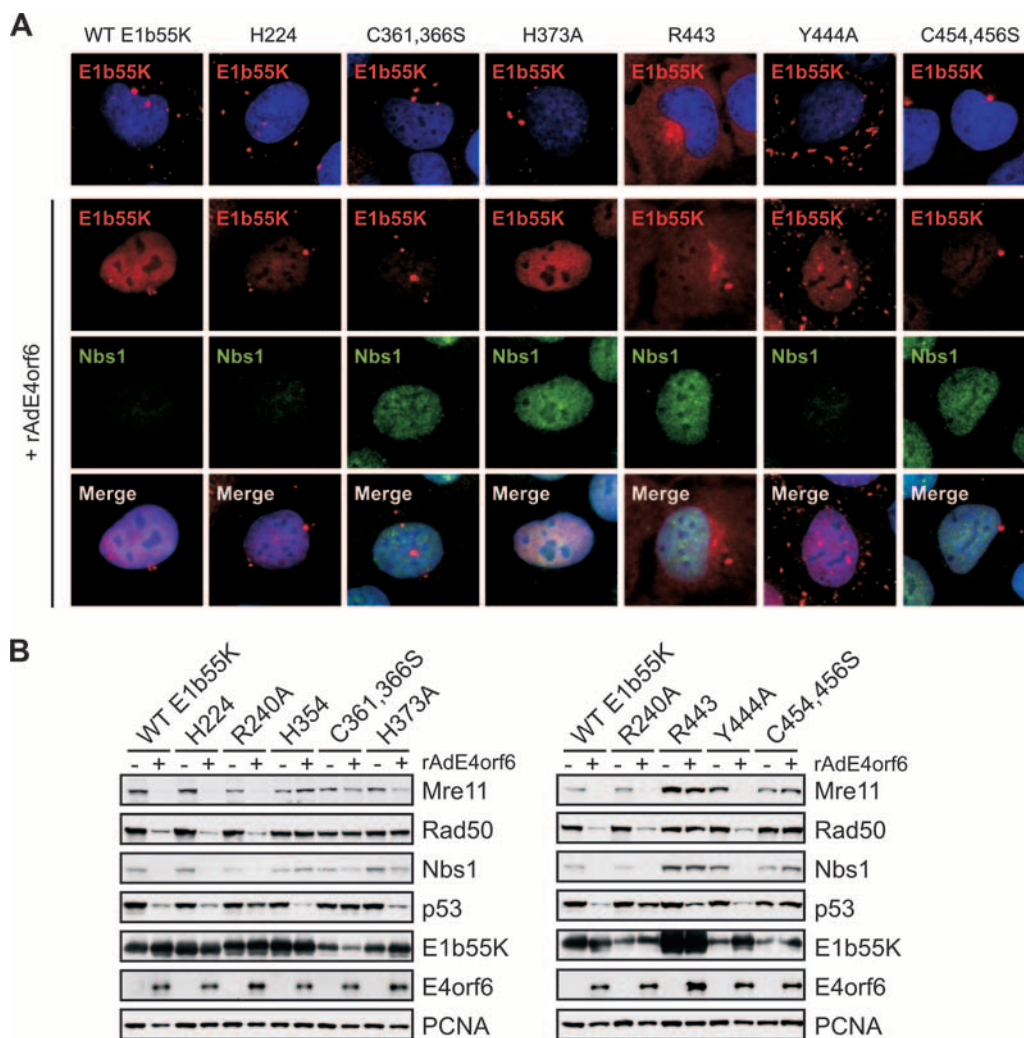 A
WT E1b55K H224 C361,366S H373A R443 Y444A C454,456S
E1b55K E1b55K E1b55K E1b55K E1b55K E1b55K E1b55K
E1b55K E1b55K E1b55K E1b55K E1b55K E1b55K E1b55K
+ rAdE4orf6
Nbs1 Nbs1 Nbs1 Nbs1 Nbs1 Nbs1 Nbs1
Merge Merge Merge Merge Merge Merge Merge
B
WT E1b55K H224 R240A H354 C361,366S H373A
- + - + - + - + - + - + rAdE4orf6
Mre11
Rad50
Nbs1
p53
E1b55K
E4orf6
PCNA
WT E1b55K R240A R443 Y444A C454,456S
- + - + - + - + - + rAdE4orf6
Mre11
Rad50
Nbs1
p53
E1b55K
E4orf6
PCNA